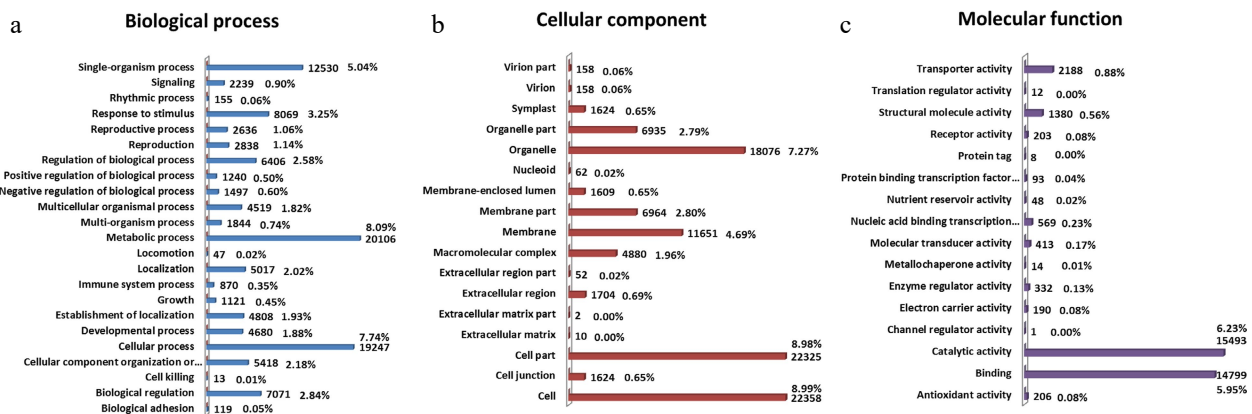 a
Biological process
Single-organism process 12530 5.04%
Signaling 2239 0.90%
Rhythmic process 155 0.06%
Response to stimulus 8069 3.25%
Reproductive process 2636 1.06%
Reproduction 2838 1.14%
Regulation of biological process 6406 2.58%
Positive regulation of biological process 1240 0.50%
Negative regulation of biological process 1497 0.60%
Multicellular organismal process 4519 1.82%
Multi-organism process 1844 0.74%
Metabolic process 20106 8.09%
Locomotion 47 0.02%
Localization 5017 2.02%
Immune system process 870 0.35%
Growth 1121 0.45%
Establishment of localization 4808 1.93%
Developmental process 4680 1.88%
Cellular process 19247 7.74%
Cellular component organization or... 5418 2.18%
Cell killing 13 0.01%
Biological regulation 7071 2.84%
Biological adhesion 119 0.05%
b
Cellular component
Virion part 158 0.06%
Virion 158 0.06%
Symplast 1624 0.65%
Organelle part 6935 2.79%
Organelle 18076 7.27%
Nucleoid 62 0.02%
Membrane-enclosed lumen 1609 0.65%
Membrane part 6964 2.80%
Membrane 11651 4.69%
Macromolecular complex 4880 1.96%
Extracellular region part 52 0.02%
Extracellular region 1704 0.69%
Extracellular matrix part 2 0.00%
Extracellular matrix 10 0.00%
Cell part 22325 8.98%
Cell junction 1624 0.65%
Cell 22358 8.99%
c
Molecular function
Transporter activity 2188 0.88%
Translation regulator activity 12 0.00%
Structural molecule activity 1380 0.56%
Receptor activity 203 0.08%
Protein tag 8 0.00%
Protein binding transcription factor... 93 0.04%
Nutrient reservoir activity 48 0.02%
Nucleic acid binding transcription... 569 0.23%
Molecular transducer activity 413 0.17%
Metallochaperone activity 14 0.01%
Enzyme regulator activity 332 0.13%
Electron carrier activity 190 0.08%
Channel regulator activity 1 0.00%
Catalytic activity 15493 6.23%
Binding 14799 5.95%
Antioxidant activity 206 0.08%